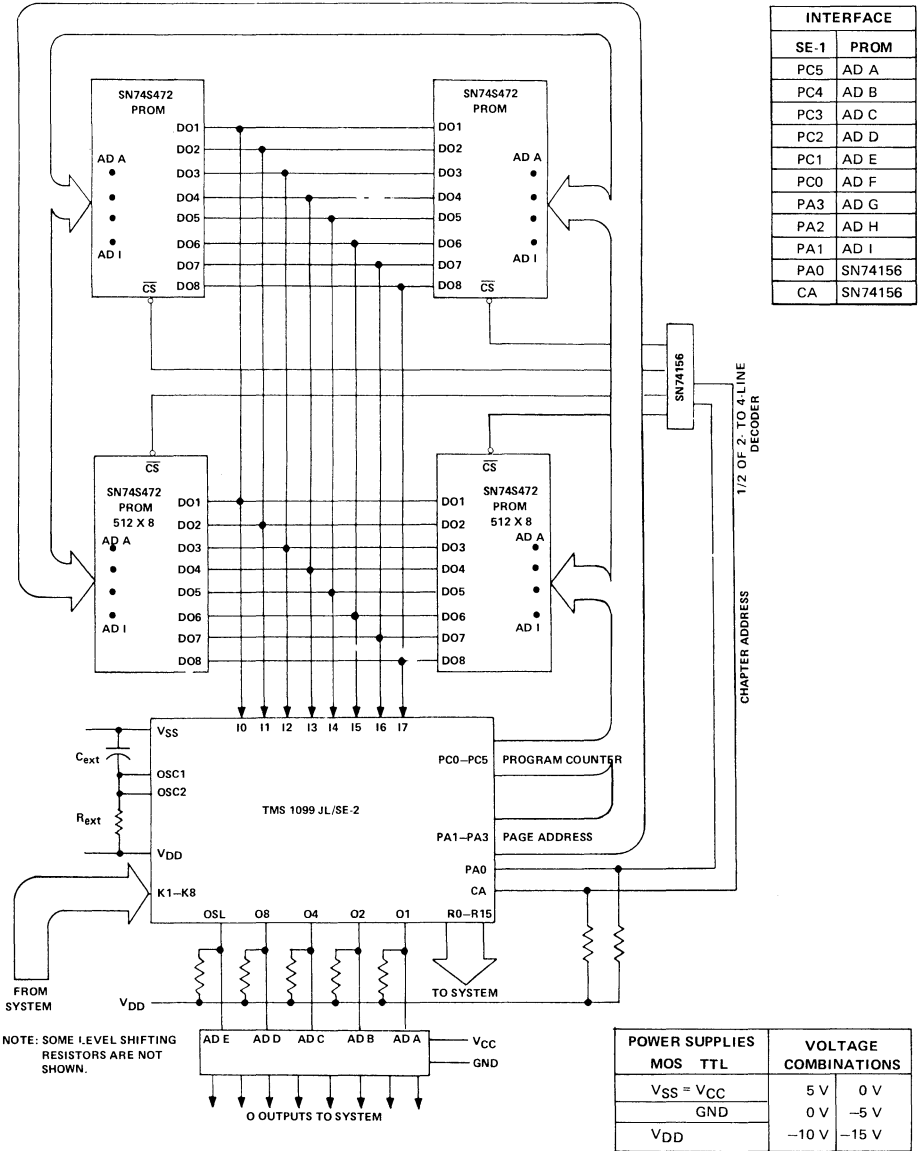 INTERFACE
SE-1 PROM
PC5 AD A
PC4 AD B
PC3 AD C
PC2 AD D
PC1 AD E
PC0 AD F
PA3 AD G
PA2 AD H
PA1 AD I
PA0 SN74156
CA SN74156
SN74S472
PROM
AD A
AD I
DO1
DO2
DO3
DO4
DO5
DO6
DO7
DO8
CS
SN74S472
PROM
DO1
DO2
DO3
DO4
DO5
DO6
DO7
DO8
AD A
AD I
CS
SN74156
1/2 OF 2- TO 4-LINE
DECODER
CHAPTER ADDRESS
CS
SN74S472
PROM
512 X 8
AD A
AD I
DO1
DO2
DO3
DO4
DO5
DO6
DO7
DO8
CS
SN74S472
PROM
512 X 8
AD A
AD I
DO1
DO2
DO3
DO4
DO5
DO6
DO7
DO8
I0 I1 I2 I3 I4 I5 I6 I7
VSS
Cext
OSC1
OSC2
Rext
VDD
K1–K8
TMS 1099 JL/SE-2
PC0–PC5 PROGRAM COUNTER
PA1–PA3 PAGE ADDRESS
PA0
CA
OSL O8 O4 O2 O1 R0–R15
FROM
SYSTEM
TO SYSTEM
VDD
NOTE: SOME LEVEL SHIFTING
RESISTORS ARE NOT
SHOWN.
AD E AD D AD C AD B AD A
VCC
GND
O OUTPUTS TO SYSTEM
POWER SUPPLIES VOLTAGE
MOS TTL COMBINATIONS
VSS = VCC 5 V 0 V
GND 0 V –5 V
VDD –10 V –15 V